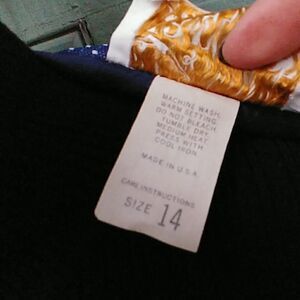 MACHINE WASH,
WARM SETTING.
DO NOT BLEACH.
TUMBLE DRY
MEDIUM HEAT
PRESS WITH
COOL IRON
MADE IN U.S.A.
CARE INSTRUCTIONS
SIZE 14